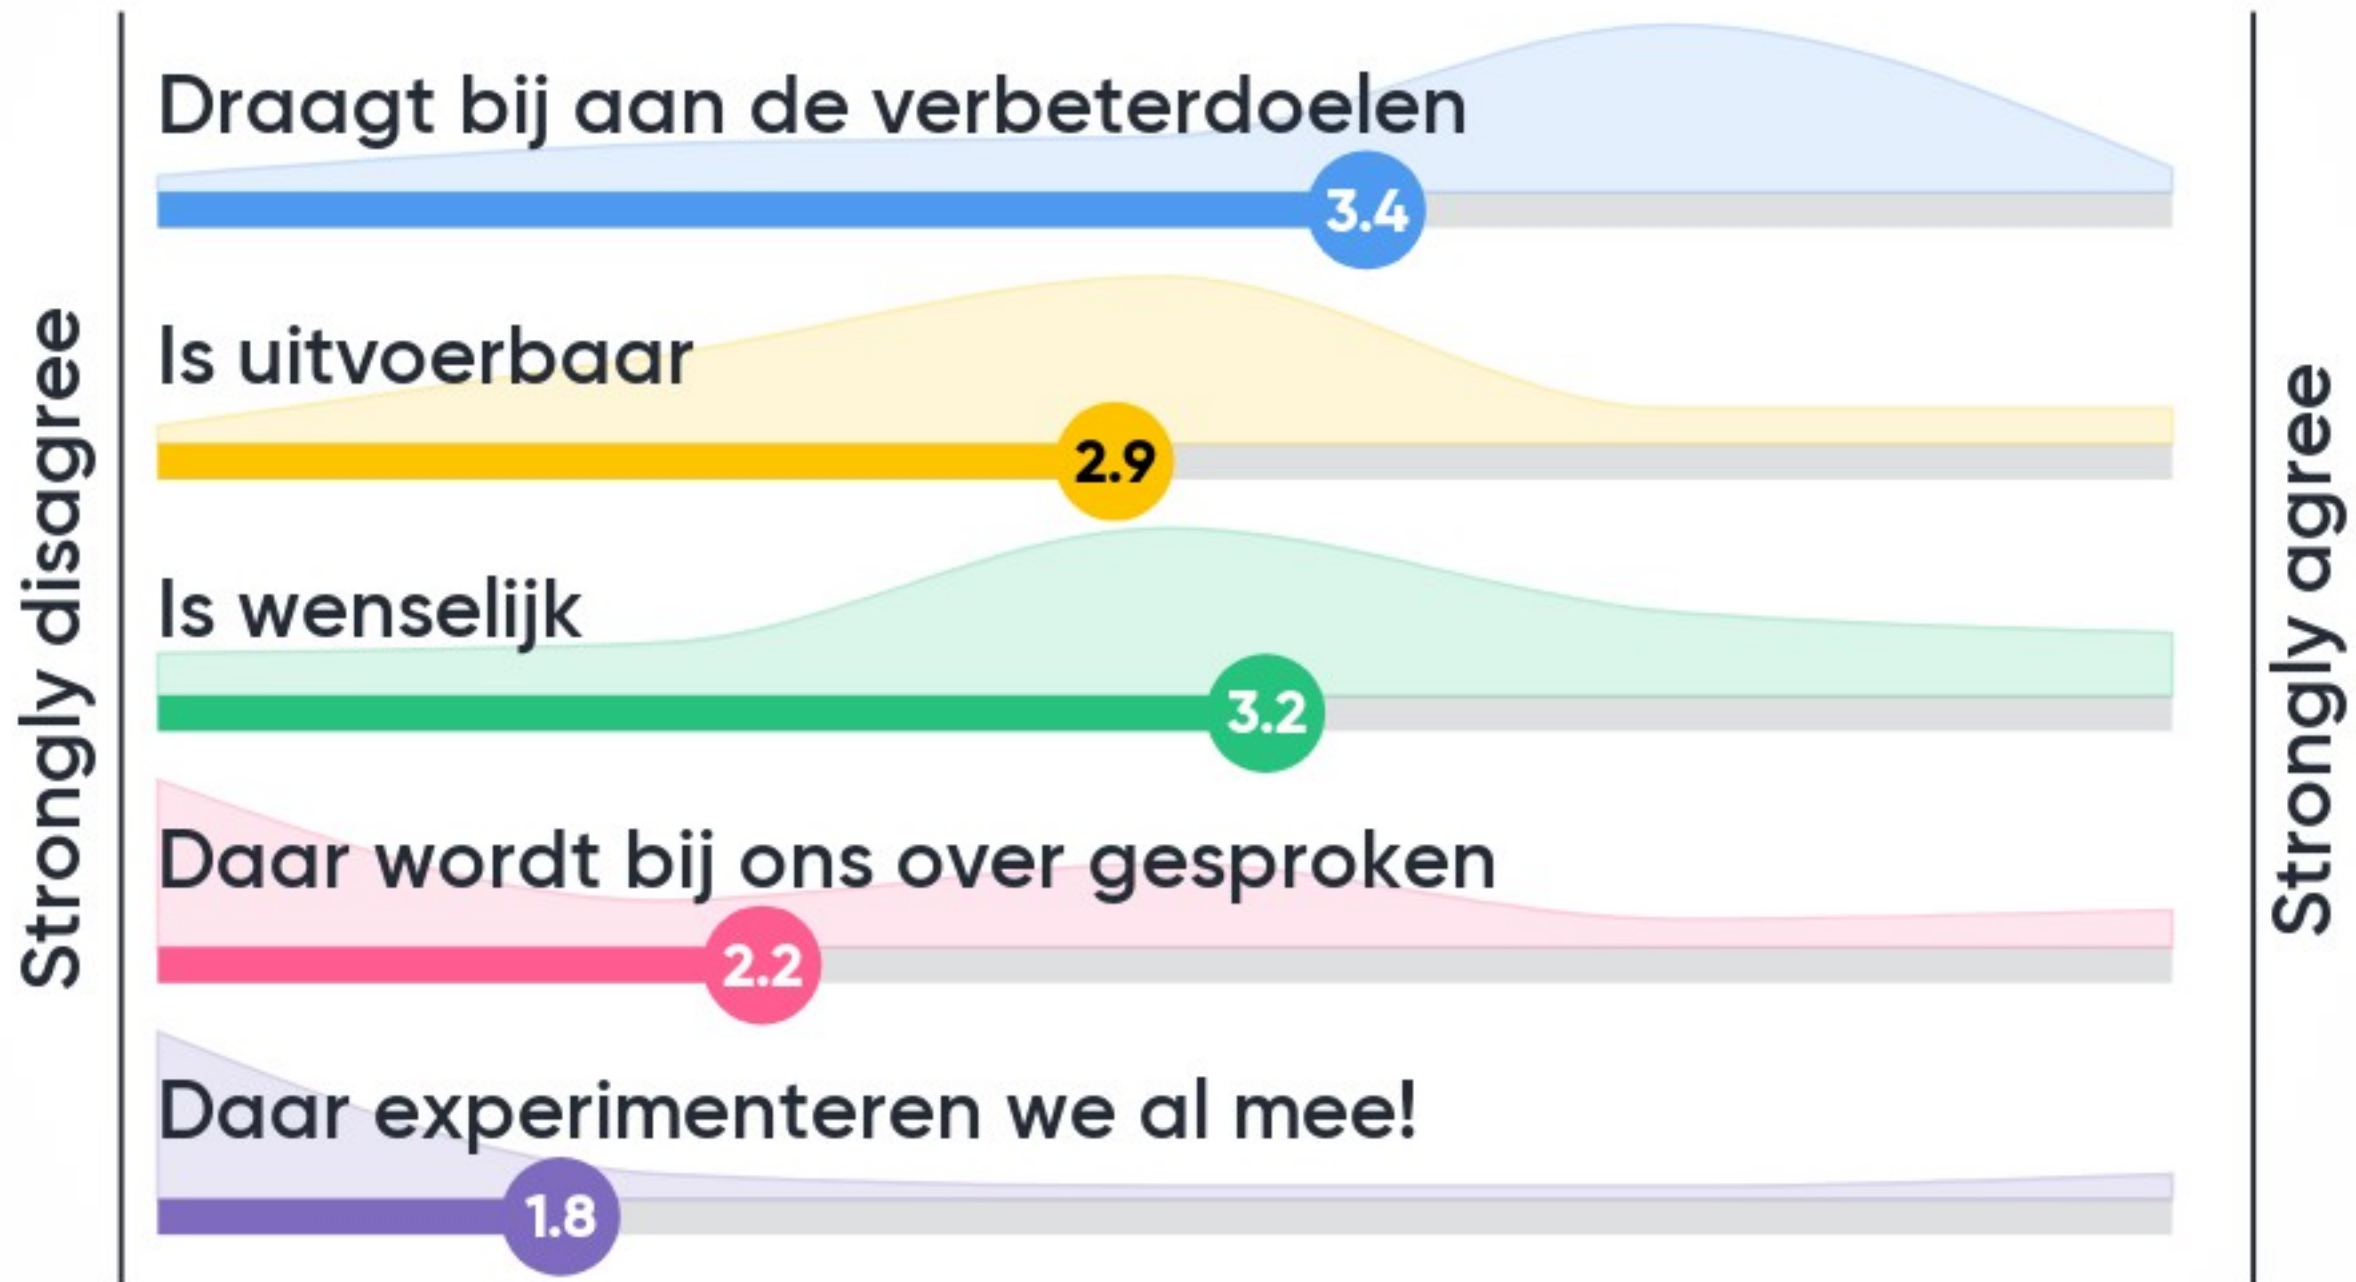 Strongly disagree
Draagt bij aan de verbeterdoelen
3.4
Is uitvoerbaar
2.9
Is wenselijk
3.2
Daar wordt bij ons over gesproken
2.2
Daar experimenteren we al mee!
1.8
Strongly agree